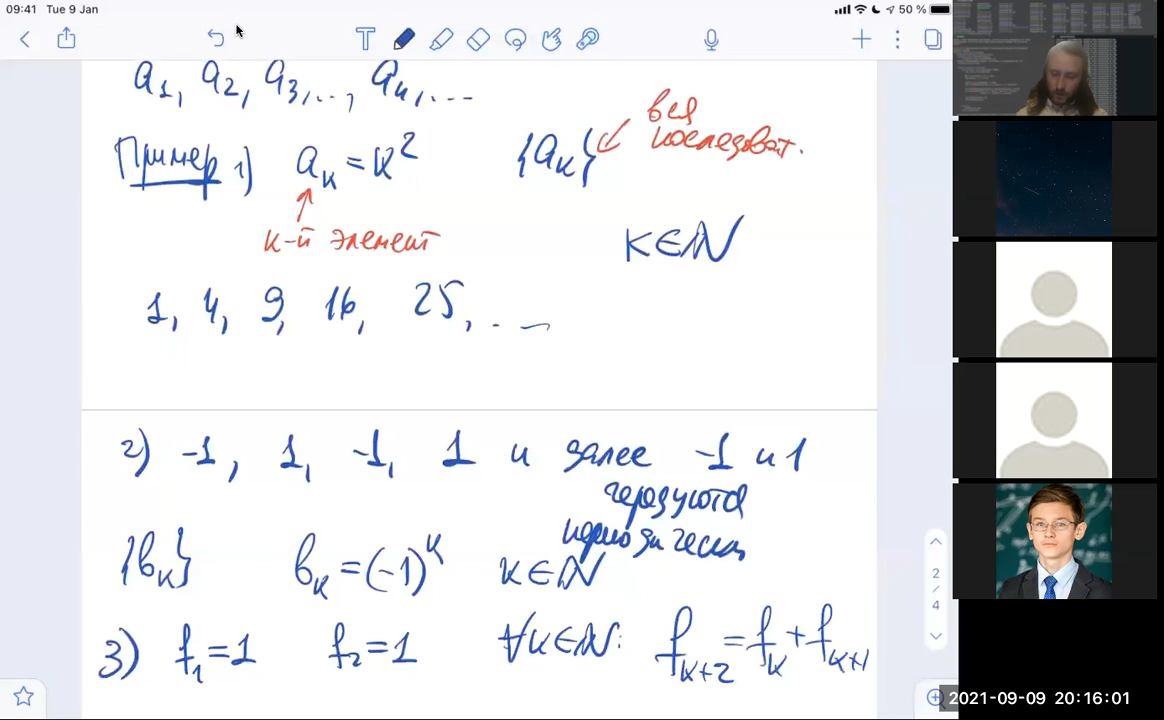 09:41 Tue 9 Jan
50 %
a₁, a₂, a₃, ..., aₙ, ...
Пример 1) aₖ = k²
{aₖ}
вся
последоват.
k-й элемент
k∈ℕ
1, 4, 9, 16, 25, ...
2) -1, 1, -1, 1 и далее -1 и 1
чередуются
периодически
{bₖ} bₖ = (-1)ᵏ k∈ℕ
3) f₁ = 1 f₂ = 1 ∀k∈ℕ: fₖ₊₂ = fₖ + fₖ₊₁
2
/
4
2021-09-09 20:16:01